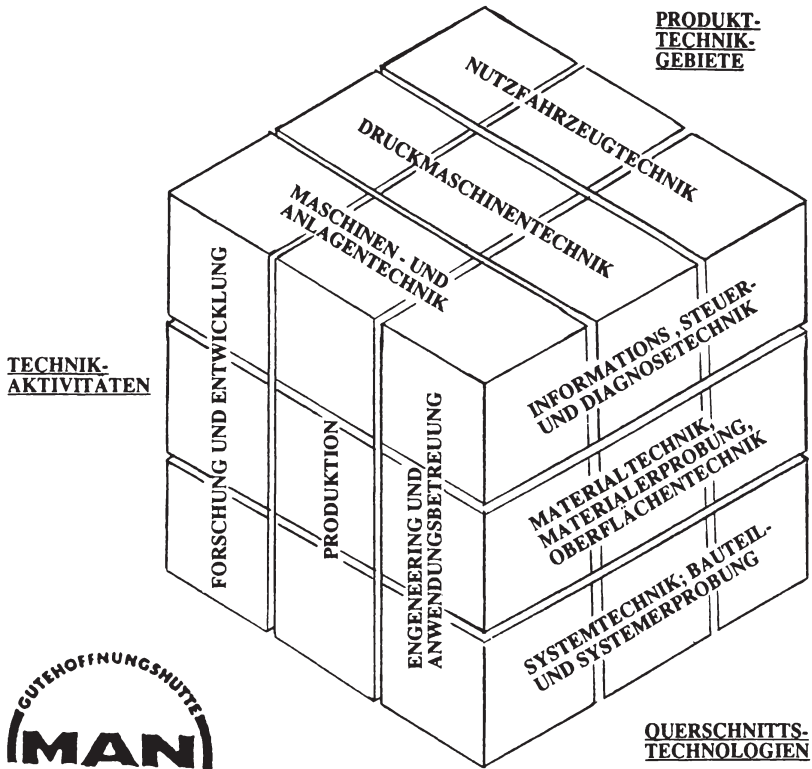 PRODUKT-
TECHNIK-
GEBIETE
NUTZFAHRZEUGTECHNIK
DRUCKMASCHINENTECHNIK
MASCHINEN - UND
ANLAGENTECHNIK
TECHNIK-
AKTIVITÄTEN
FORSCHUNG UND ENTWICKLUNG
PRODUKTION
ENGENEERING UND
ANWENDUNGSBETREUUNG
INFORMATIONS , STEUER-
UND DIAGNOSETECHNIK
MATERIALTECHNIK,
MATERIALERPROBUNG,
OBERFLÄCHENTECHNIK
SYSTEMTECHNIK; BAUTEIL-
UND SYSTEMERPROBUNG
GUTEHOFFNUNGSHÜTTE
MAN
QUERSCHNITTS-
TECHNOLOGIEN